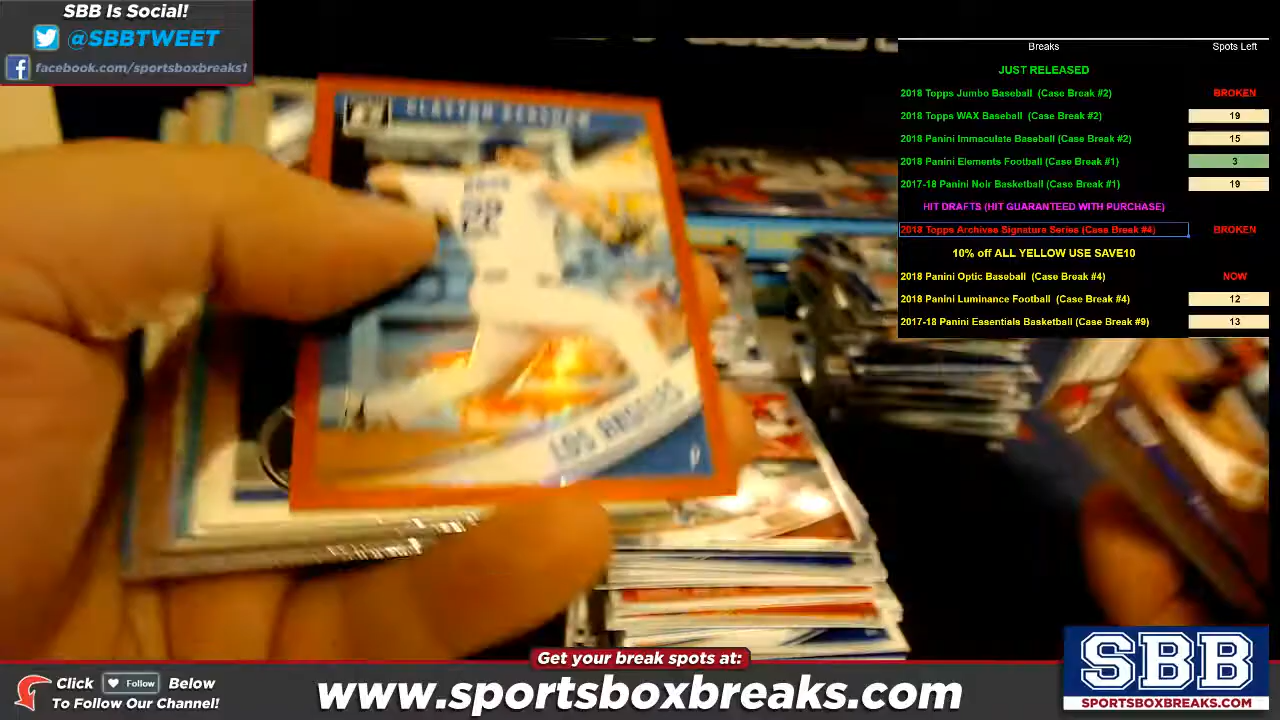 SBB Is Social!
@SBBTWEET
facebook.com/sportsboxbreaks1
Breaks Spots Left
JUST RELEASED
2018 Topps Jumbo Baseball (Case Break #2) BROKEN
2018 Topps WAX Baseball (Case Break #2) 19
2018 Panini Immaculate Baseball (Case Break #2) 15
2018 Panini Elements Football (Case Break #1) 3
2017-18 Panini Noir Basketball (Case Break #1) 19
HIT DRAFTS (HIT GUARANTEED WITH PURCHASE)
2018 Topps Archives Signature Series (Case Break #4) BROKEN
10% off ALL YELLOW USE SAVE10
2018 Panini Optic Baseball (Case Break #4) NOW
2018 Panini Luminance Football (Case Break #4) 12
2017-18 Panini Essentials Basketball (Case Break #9) 13
CLAYTON KERSHAW
22
LOS ANGELES
P
Get your break spots at:
Click Follow Below
To Follow Our Channel!
www.sportsboxbreaks.com
SBB
SPORTSBOXBREAKS.COM